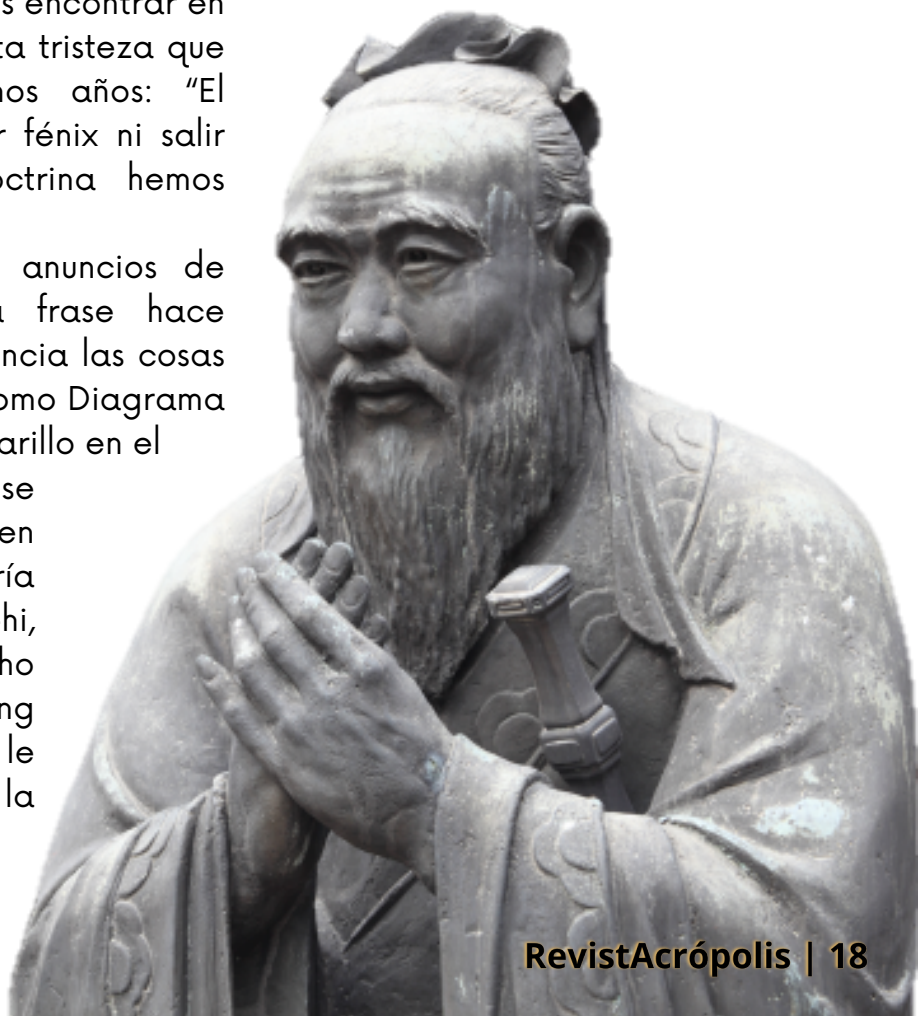 s encontrar en
ta tristeza que
nos años: “El
r fénix ni salir
octrina hemos
anuncios de
a frase hace
ncia las cosas
omo Diagrama
arillo en el
se
en
ría
hi,
ho
ng
le
la
RevistAcrópolis | 18